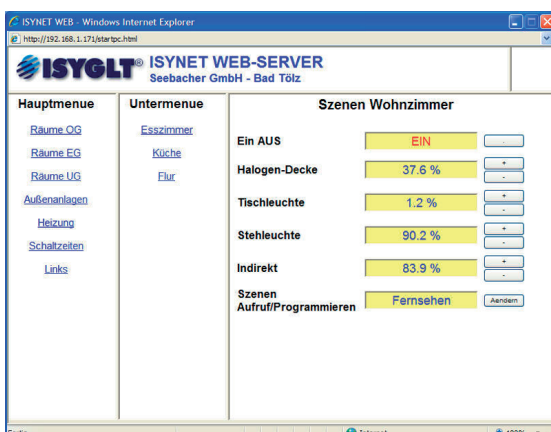 ISYNET WEB - Windows Internet Explorer
http://192.168.1.171/startpc.html
ISYGLT® ISYNET WEB-SERVER
Seebacher GmbH - Bad Tölz
Hauptmenue
Räume OG
Räume EG
Räume UG
Außenanlagen
Heizung
Schaltzeiten
Links
Untermenue
Esszimmer
Küche
Flur
Szenen Wohnzimmer
Ein AUS EIN
Halogen-Decke 37.6 % + -
Tischleuchte 1.2 % + -
Stehleuchte 90.2 % + -
Indirekt 83.9 % + -
Szenen
Aufruf/Programmieren Fernsehen Aendern